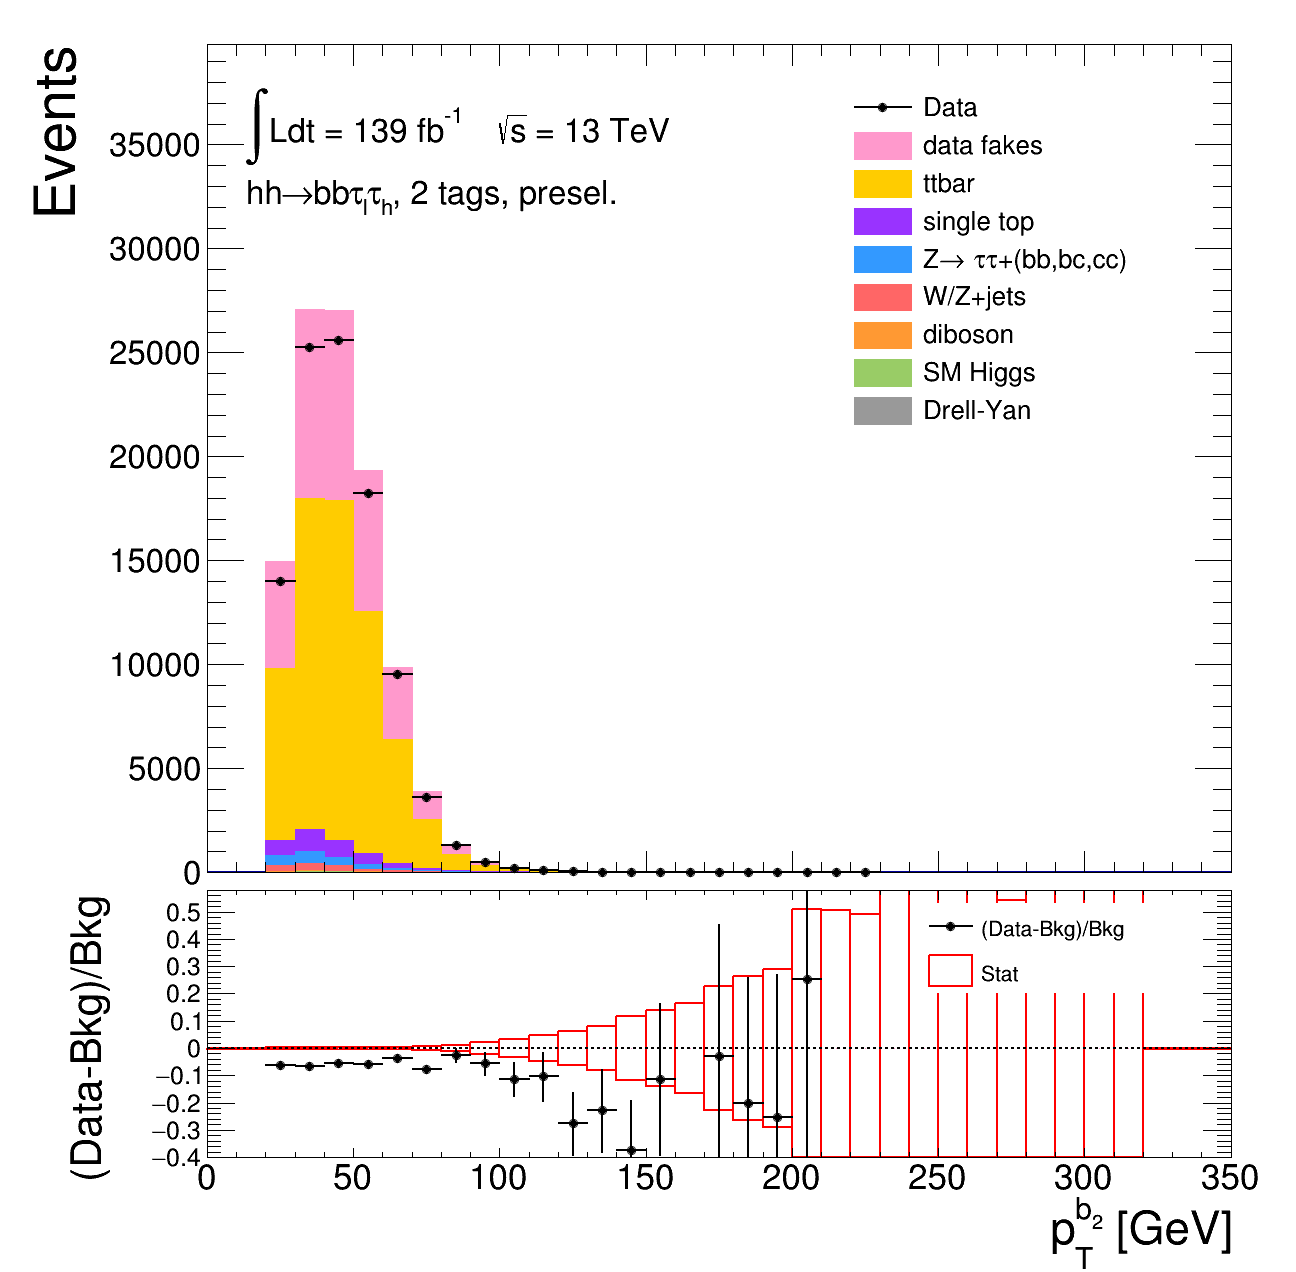 Events
35000
30000
25000
20000
15000
10000
5000
0
∫Ldt = 139 fb⁻¹ √s = 13 TeV
hh→bbτ_lτ_h, 2 tags, presel.
Data
data fakes
ttbar
single top
Z→ ττ+(bb,bc,cc)
W/Z+jets
diboson
SM Higgs
Drell-Yan
(Data-Bkg)/Bkg
0.5
0.4
0.3
0.2
0.1
0
−0.1
−0.2
−0.3
−0.4
(Data-Bkg)/Bkg
Stat
0 50 100 150 200 250 300 350
p_T^{b_2} [GeV]